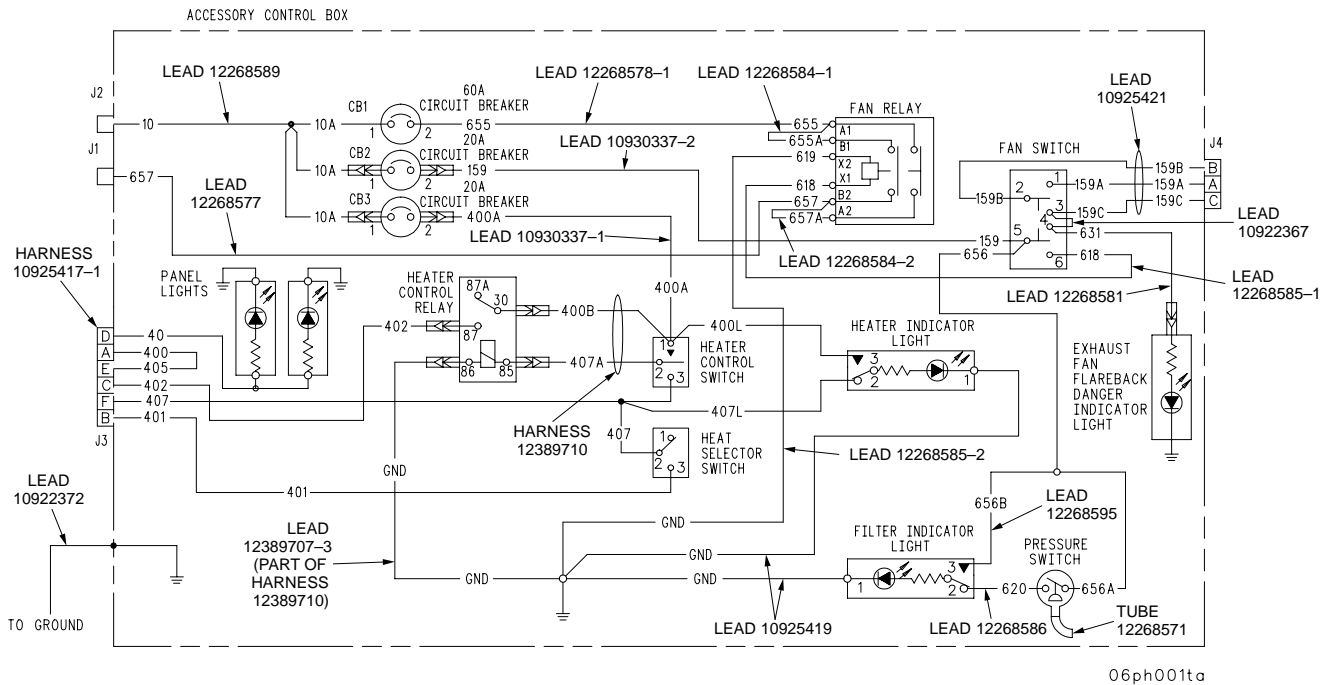 ACCESSORY CONTROL BOX
J2
LEAD 12268589
60A
LEAD 12268578–1
LEAD 12268584–1
LEAD
10925421
CB1
CIRCUIT BREAKER
FAN RELAY
10
10A
1
2
655
655
A1
655A
B1
J1
20A
CIRCUIT BREAKER
CB2
LEAD 10930337–2
619
X2
FAN SWITCH
J4
10A
1
2
159
618
X1
159B
B
657
LEAD
12268577
20A
CIRCUIT BREAKER
CB3
657
B2
159B
2
1
159A
159A
A
10A
1
2
400A
657A
A2
3
159C
159C
C
LEAD 10930337–1
LEAD 12268584–2
4
631
LEAD
10922367
159
5
656
6
618
HARNESS
10925417–1
PANEL
LIGHTS
HEATER
CONTROL
RELAY
87A
30
400B
400A
LEAD 12268581
LEAD
12268585–1
402
87
400L
HEATER INDICATOR
LIGHT
D
40
A
400
E
405
C
402
F
407
B
401
J3
86
85
407A
1
2
3
HEATER
CONTROL
SWITCH
3
2
1
EXHAUST
FAN
FLAREBACK
DANGER
INDICATOR
LIGHT
407L
HARNESS
12389710
407
1
2
3
HEAT
SELECTOR
SWITCH
LEAD 12268585–2
GND
401
LEAD
10922372
656B
LEAD
12268595
GND
LEAD
12389707–3
(PART OF
HARNESS
12389710)
FILTER INDICATOR
LIGHT
PRESSURE
SWITCH
GND
GND
GND
1
3
2
620
656A
TO GROUND
LEAD 10925419
LEAD 12268586
TUBE
12268571
06ph001ta